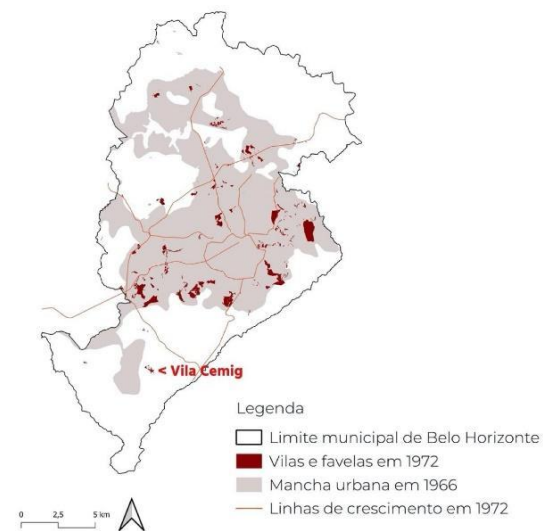 < Vila Cemig
Legenda
Limite municipal de Belo Horizonte
Vilas e favelas em 1972
Mancha urbana em 1966
Linhas de crescimento em 1972
0 2,5 5 km